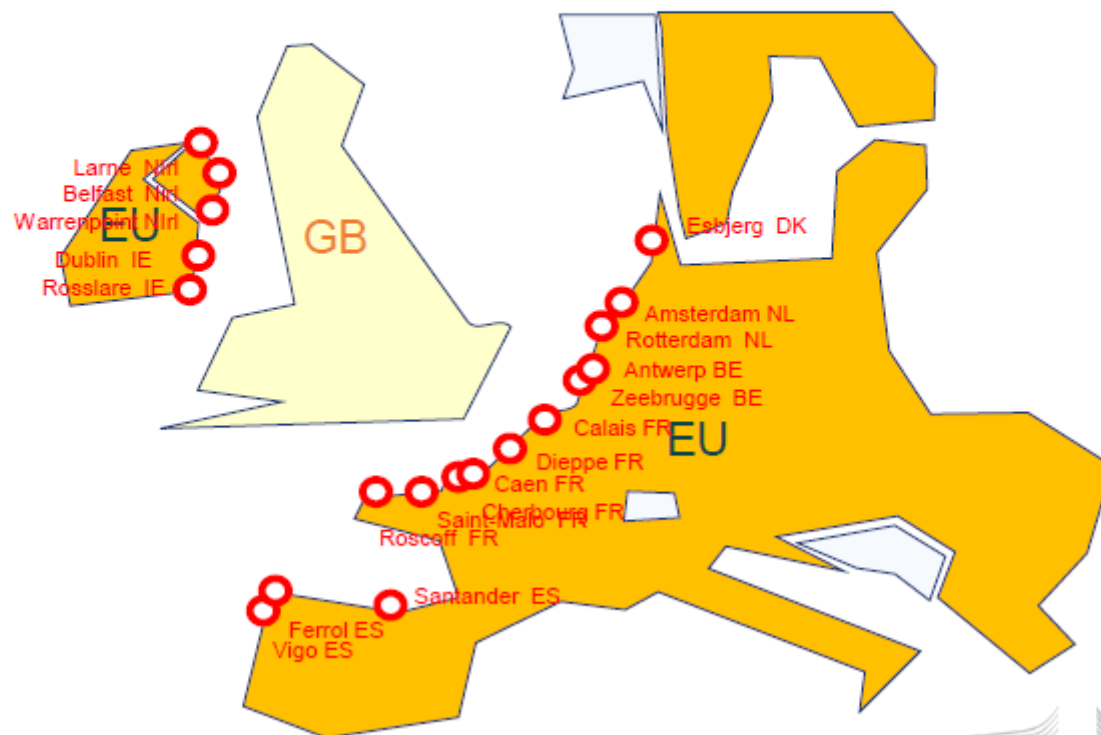 Larne NIrl
Belfast NIrl
Warrenpoint NIrl
EU
Dublin IE
Rosslare IE
GB
Esbjerg DK
Amsterdam NL
Rotterdam NL
Antwerp BE
Zeebrugge BE
Calais FR
EU
Dieppe FR
Caen FR
Cherbourg FR
Saint-Malo FR
Roscoff FR
Santander ES
Ferrol ES
Vigo ES